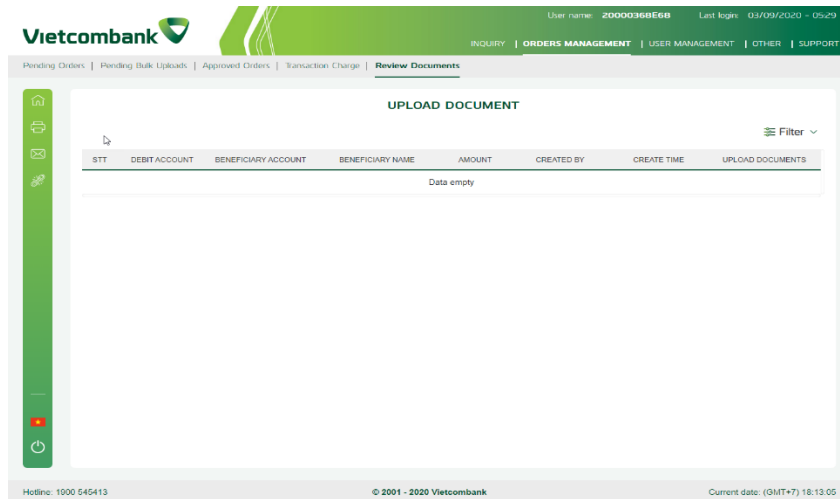 User name: 20000368E68 Last login: 03/09/2020 - 05:29
Vietcombank
INQUIRY | ORDERS MANAGEMENT | USER MANAGEMENT | OTHER | SUPPORT
Pending Orders | Pending Bulk Uploads | Approved Orders | Transaction Charge | Review Documents
UPLOAD DOCUMENT
Filter
STT DEBIT ACCOUNT BENEFICIARY ACCOUNT BENEFICIARY NAME AMOUNT CREATED BY CREATE TIME UPLOAD DOCUMENTS
Data empty
Hotline: 1900 545413 © 2001 - 2020 Vietcombank Current date: (GMT+7) 18:13:05